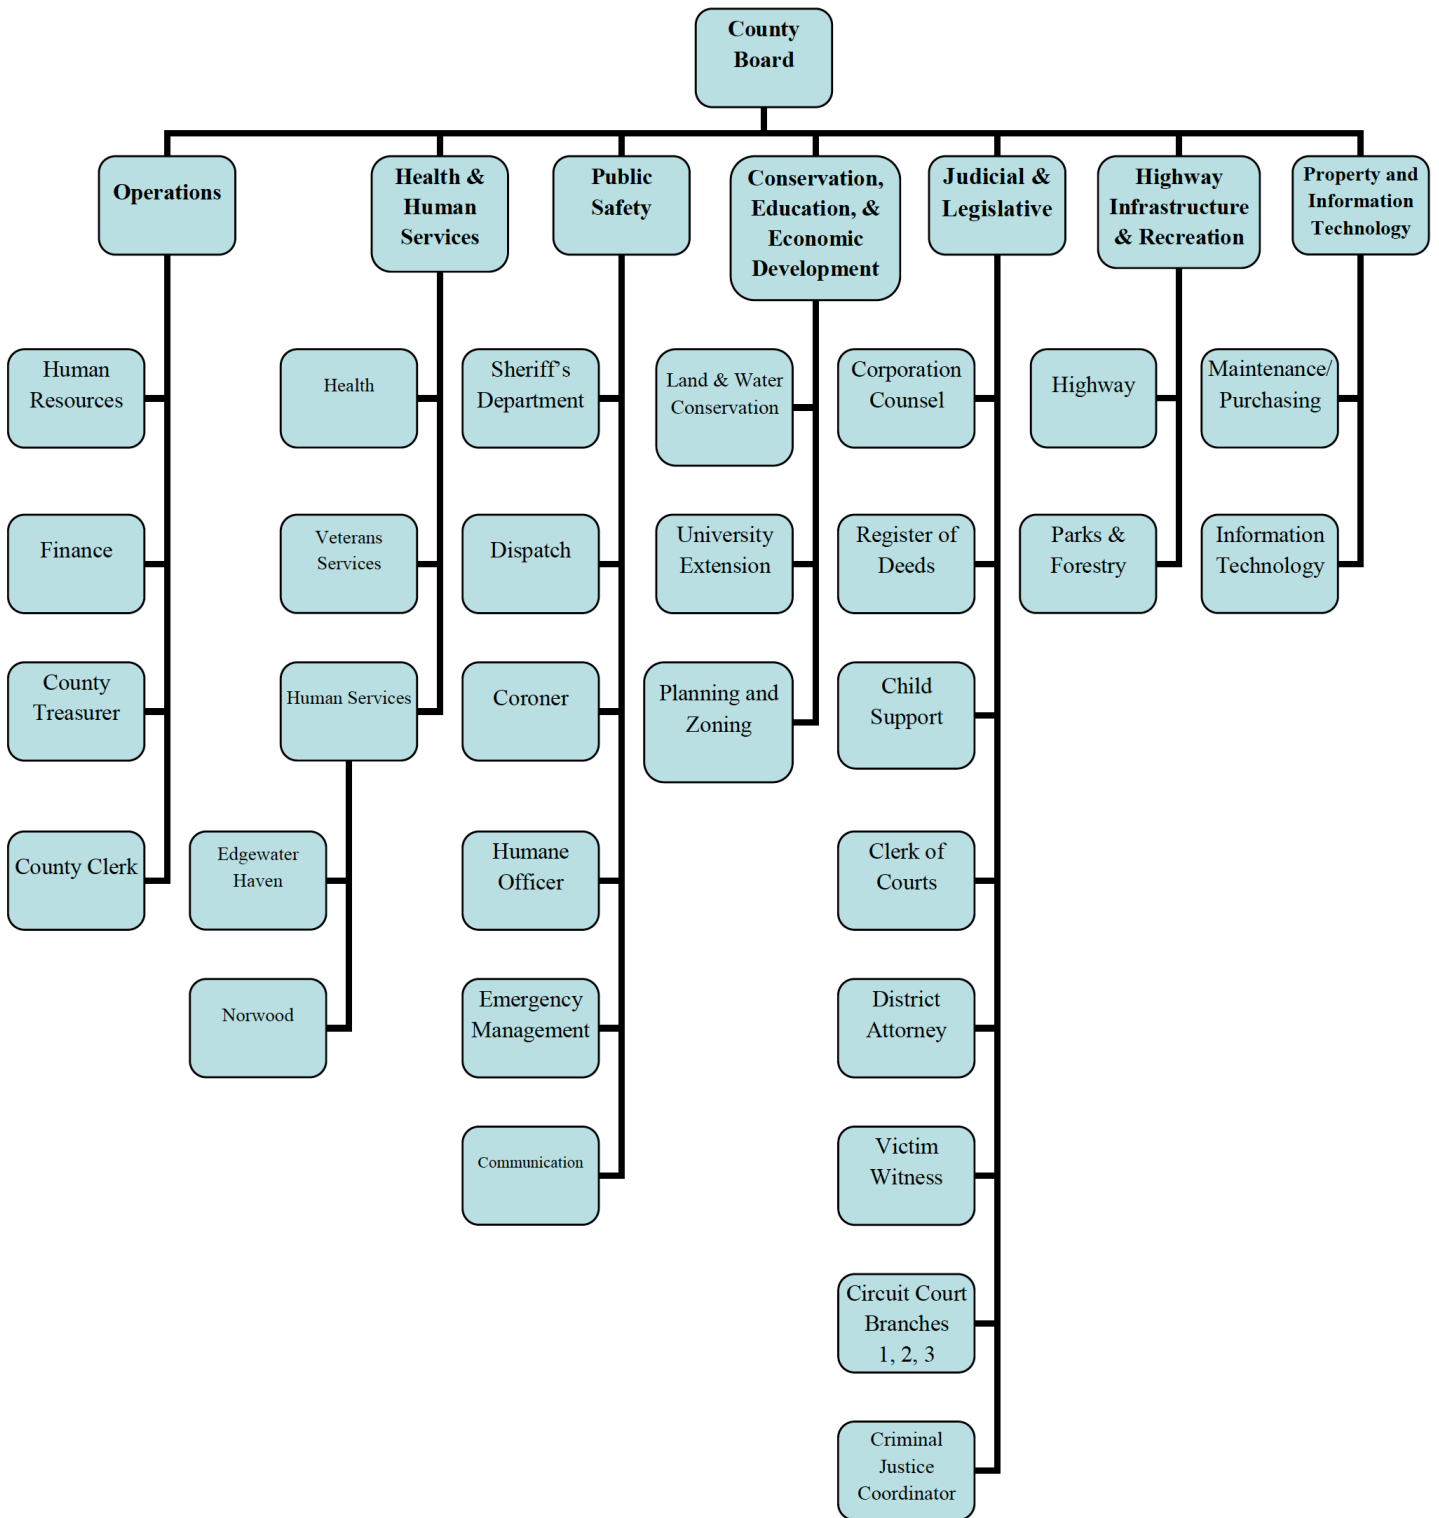 County
Board
Operations
Health &
Human
Services
Public
Safety
Conservation,
Education, &
Economic
Development
Judicial &
Legislative
Highway
Infrastructure
& Recreation
Property and
Information
Technology
Human
Resources
Health
Sheriff's
Department
Land & Water
Conservation
Corporation
Counsel
Highway
Maintenance/
Purchasing
Finance
Veterans
Services
Dispatch
University
Extension
Register of
Deeds
Parks &
Forestry
Information
Technology
County
Treasurer
Human Services
Coroner
Planning and
Zoning
Child
Support
County Clerk
Edgewater
Haven
Humane
Officer
Clerk of
Courts
Norwood
Emergency
Management
District
Attorney
Communication
Victim
Witness
Circuit Court
Branches
1, 2, 3
Criminal
Justice
Coordinator